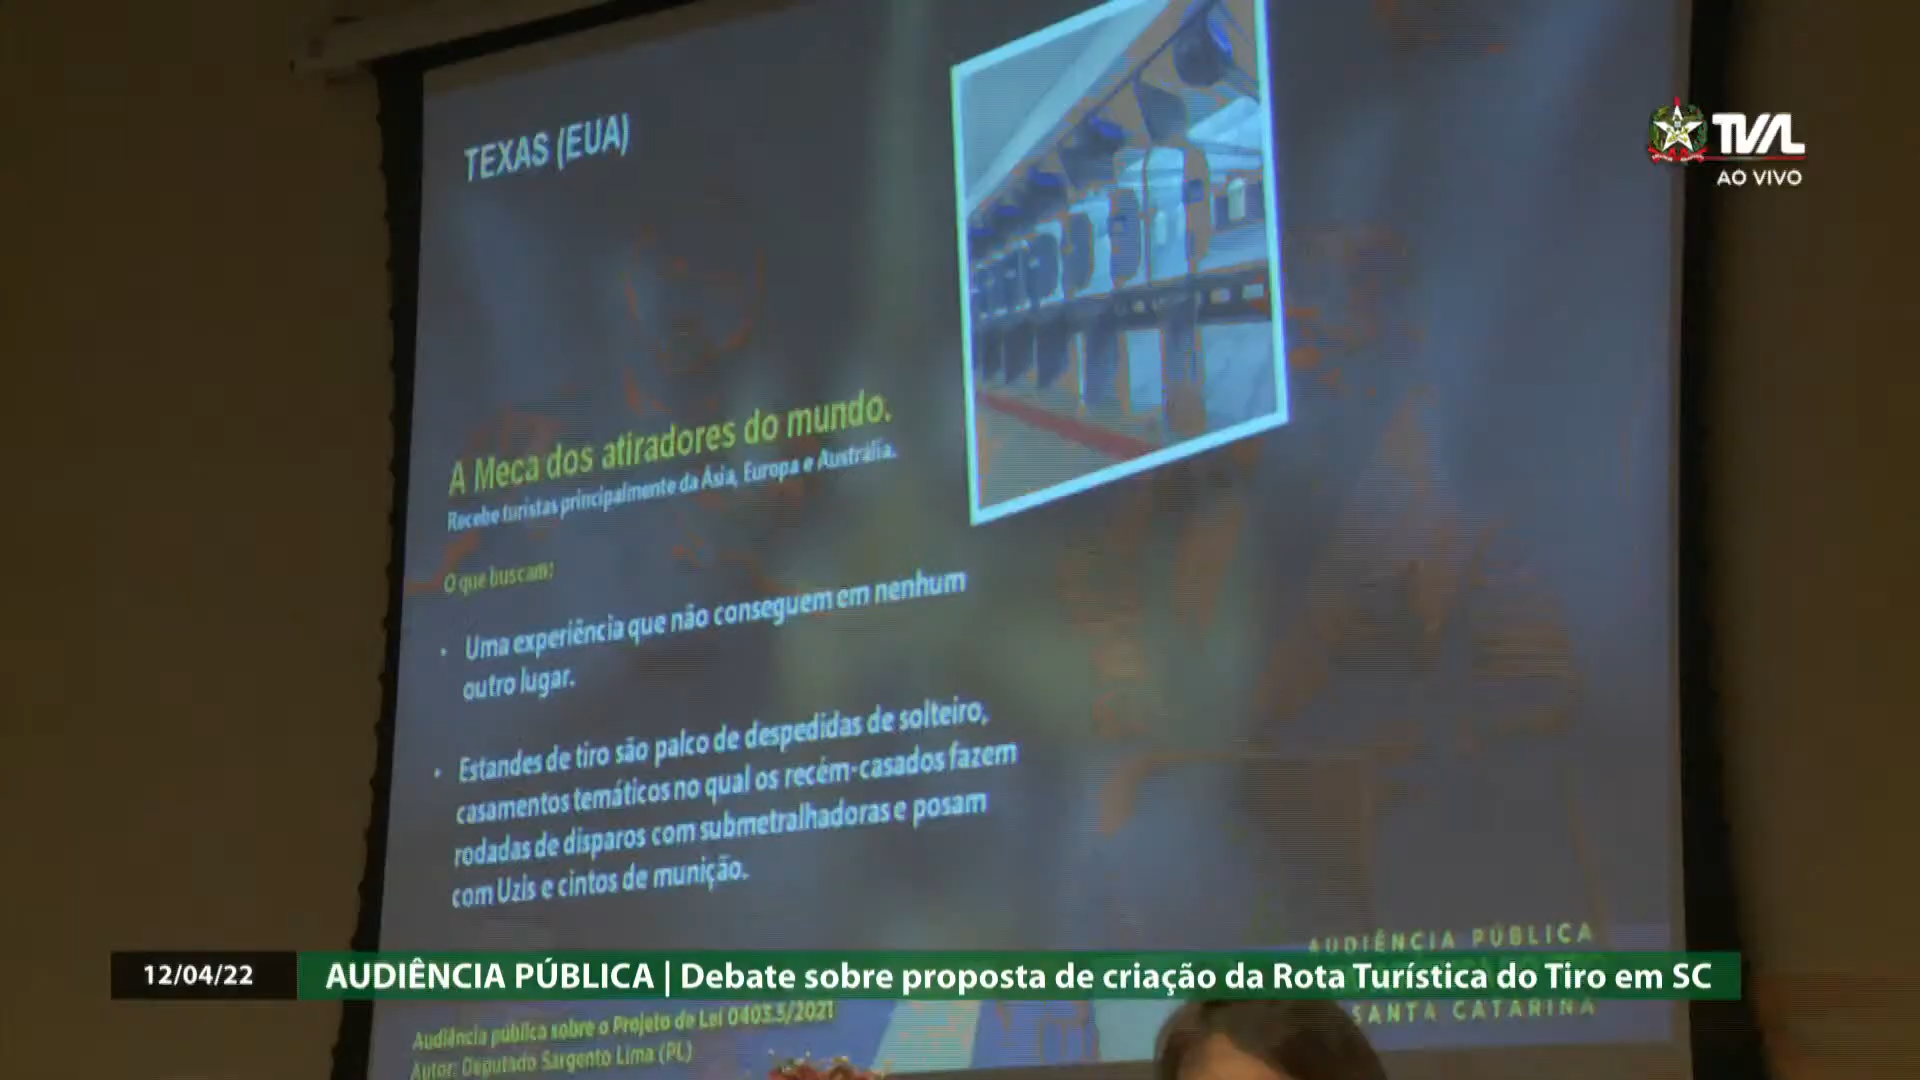 TEXAS (EUA)
TVAL
AO VIVO
A Meca dos atiradores do mundo.
Recebe turistas principalmente da Ásia, Europa e Austrália.
O que buscam:
• Uma experiência que não conseguem em nenhum
outro lugar.
• Estandes de tiro são palco de despedidas de solteiro,
casamentos temáticos no qual os recém-casados fazem
rodadas de disparos com submetralhadoras e posam
com Uzis e cintos de munição.
AUDIÊNCIA PÚBLICA
12/04/22 AUDIÊNCIA PÚBLICA | Debate sobre proposta de criação da Rota Turística do Tiro em SC
SANTA CATARINA
Audiência pública sobre o Projeto de Lei 0403.5/2021
Autor: Deputado Sargento Lima (PL)